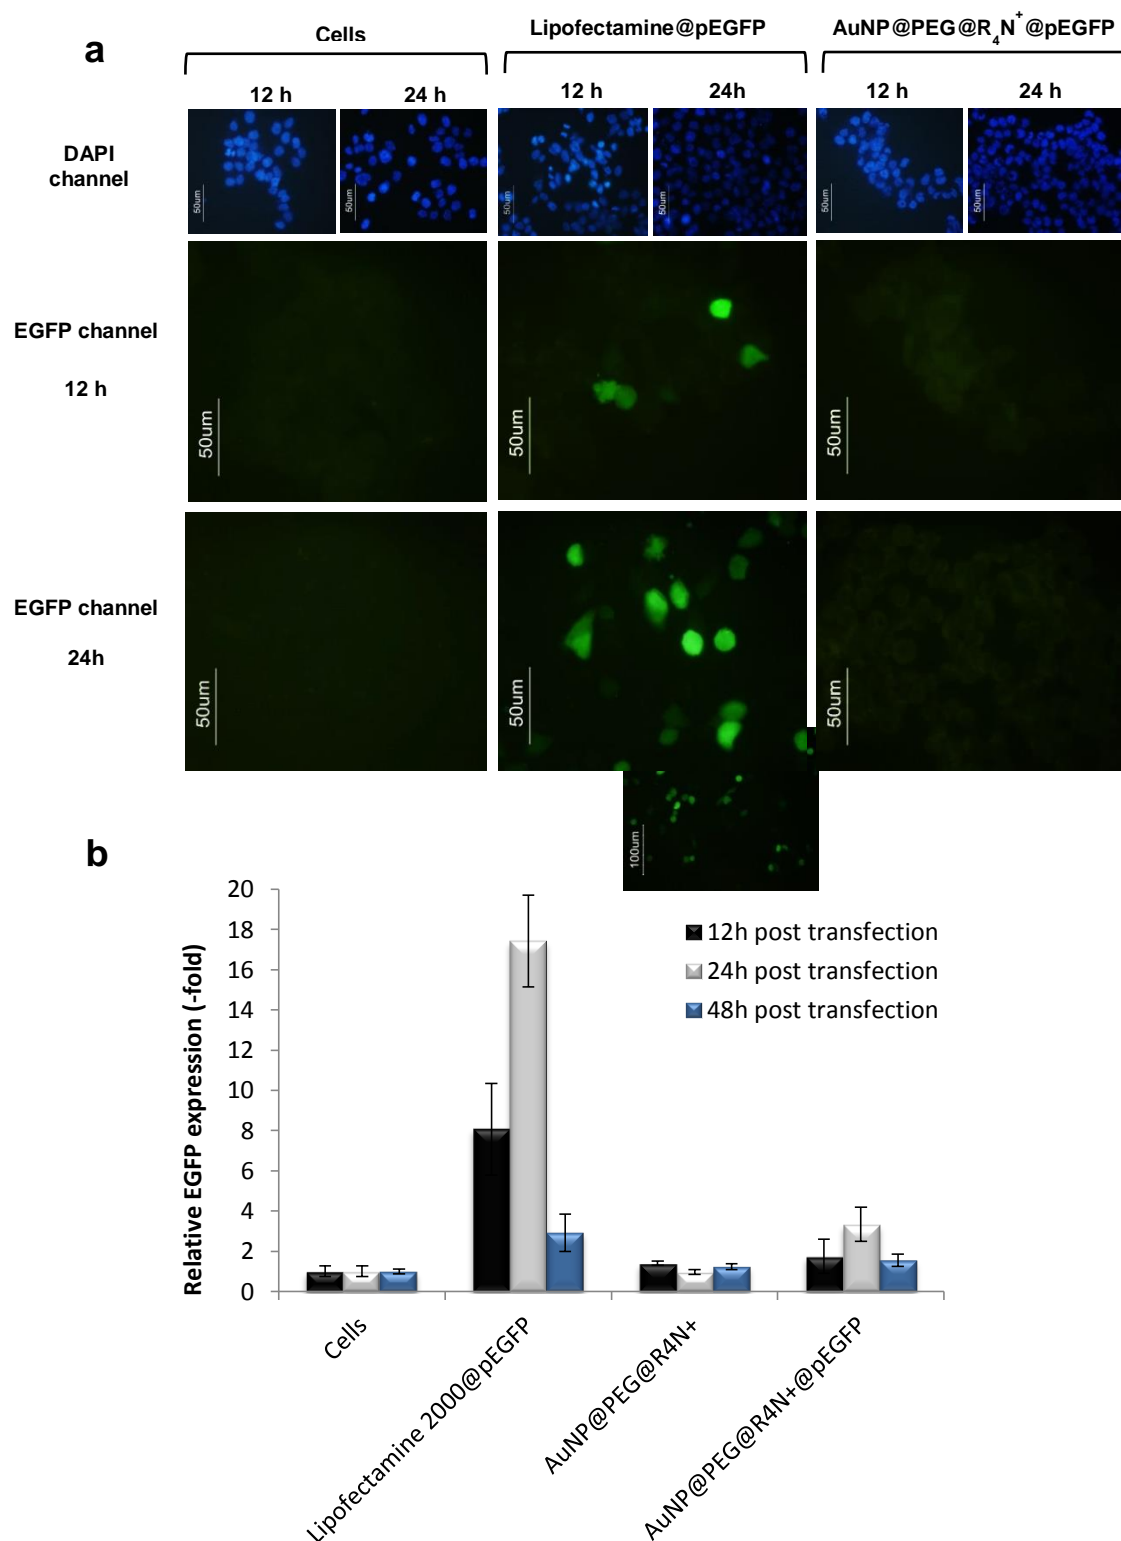 a
Cells
Lipofectamine@pEGFP
AuNP@PEG@R4N+@pEGFP
12 h
24 h
12 h
24h
12 h
24 h
DAPI
channel
50um
50um
50um
50um
50um
50um
EGFP channel
12 h
50um
50um
50um
EGFP channel
24h
50um
50um
50um
100um
b
Relative EGFP expression (-fold)
20
18
16
14
12
10
8
6
4
2
0
12h post transfection
24h post transfection
48h post transfection
Cells
Lipofectamine 2000@pEGFP
AuNP@PEG@R4N+
AuNP@PEG@R4N+@pEGFP